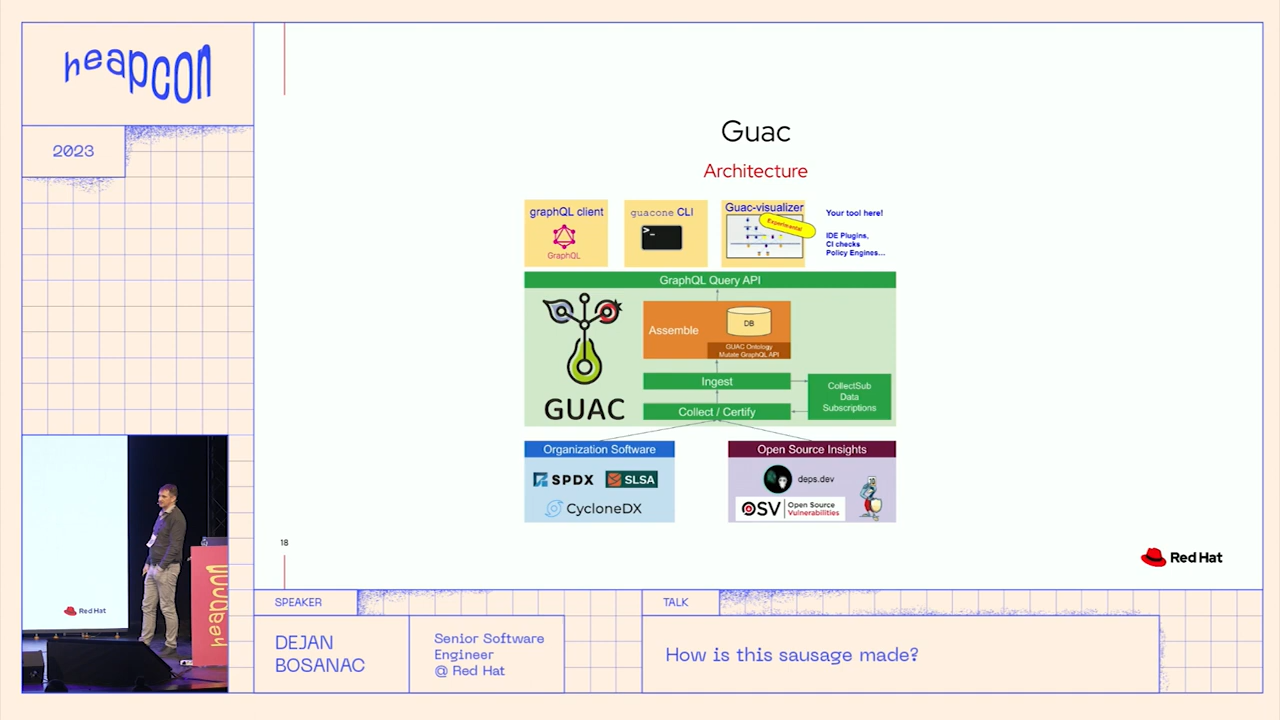 heapcon
2023
Guac
Architecture
graphQL client
GraphQL
guacone CLI
>_
Guac-visualizer
Experimental
Your tool here!
IDE Plugins,
CI checks
Policy Engines...
GraphQL Query API
GUAC
Assemble
DB
GUAC Ontology
Mutate GraphQL API
Ingest
Collect / Certify
CollectSub
Data
Subscriptions
Organization Software
SPDX
SLSA
CycloneDX
Open Source Insights
deps.dev
OSV Open Source
Vulnerabilities
18
Red Hat
Red Hat
heapcon
SPEAKER
DEJAN
BOSANAC
Senior Software
Engineer
@ Red Hat
TALK
How is this sausage made?